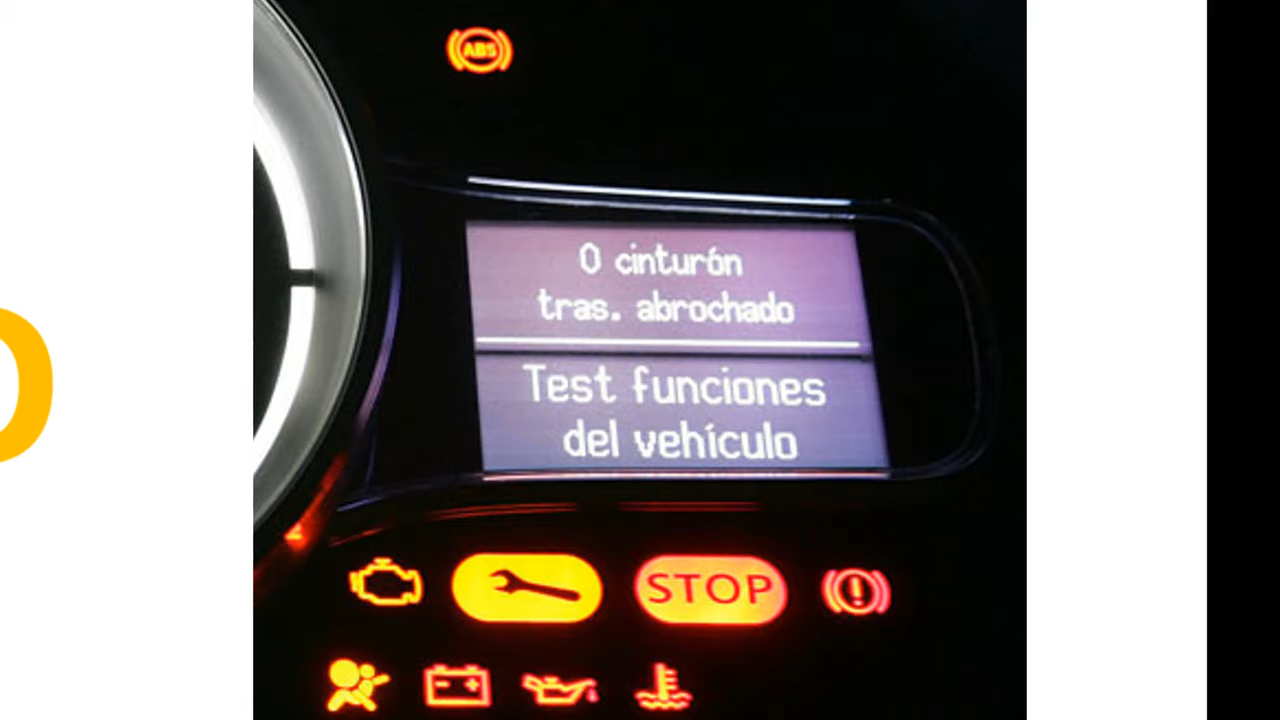 ABS
0 cinturón
tras. abrochado
Test funciones
del vehículo
STOP